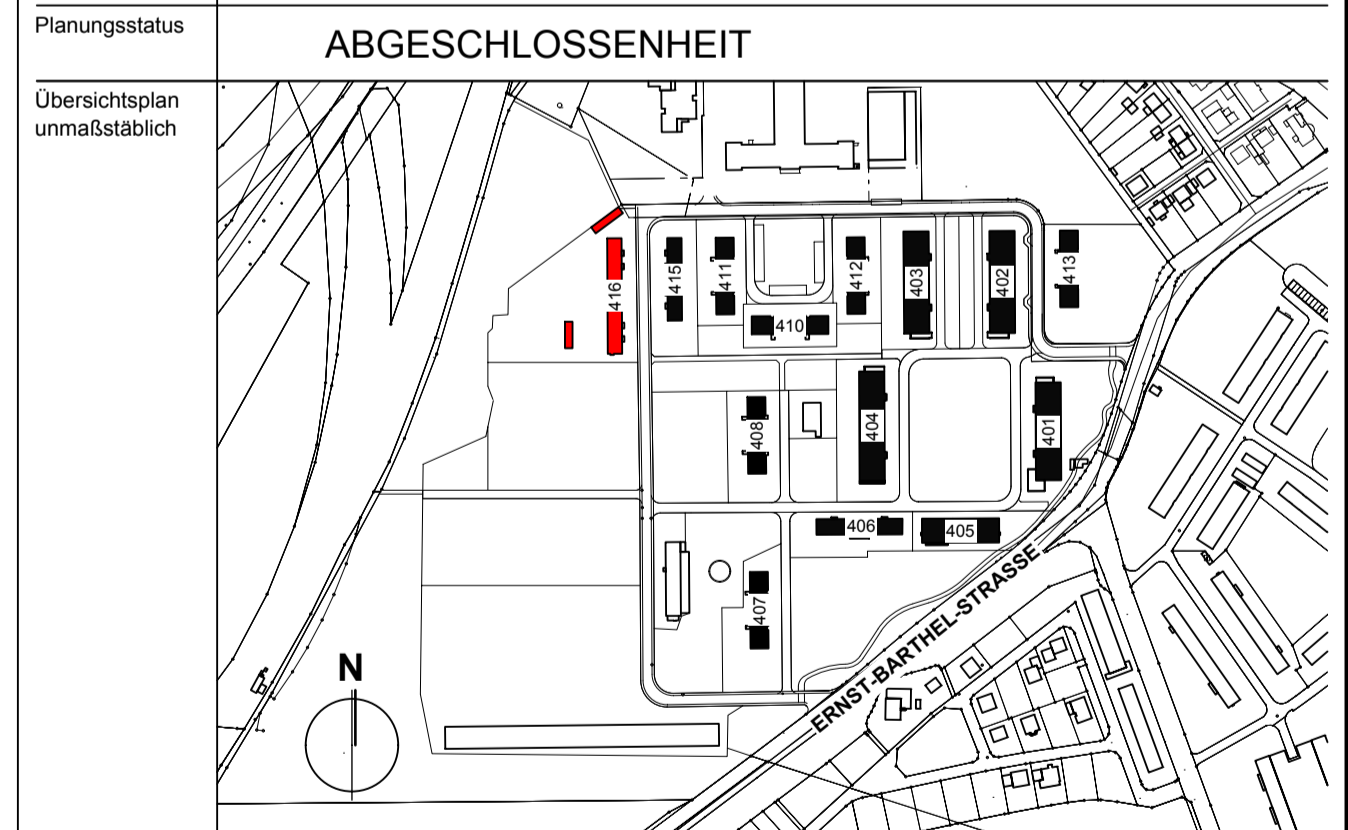 Planungsstatus
ABGESCHLOSSENHEIT
Übersichtsplan
unmaßstäblich
416
415
411
412
403
402
413
410
408
404
401
406
405
407
ERNST-BARTHEL-STRASSE
N